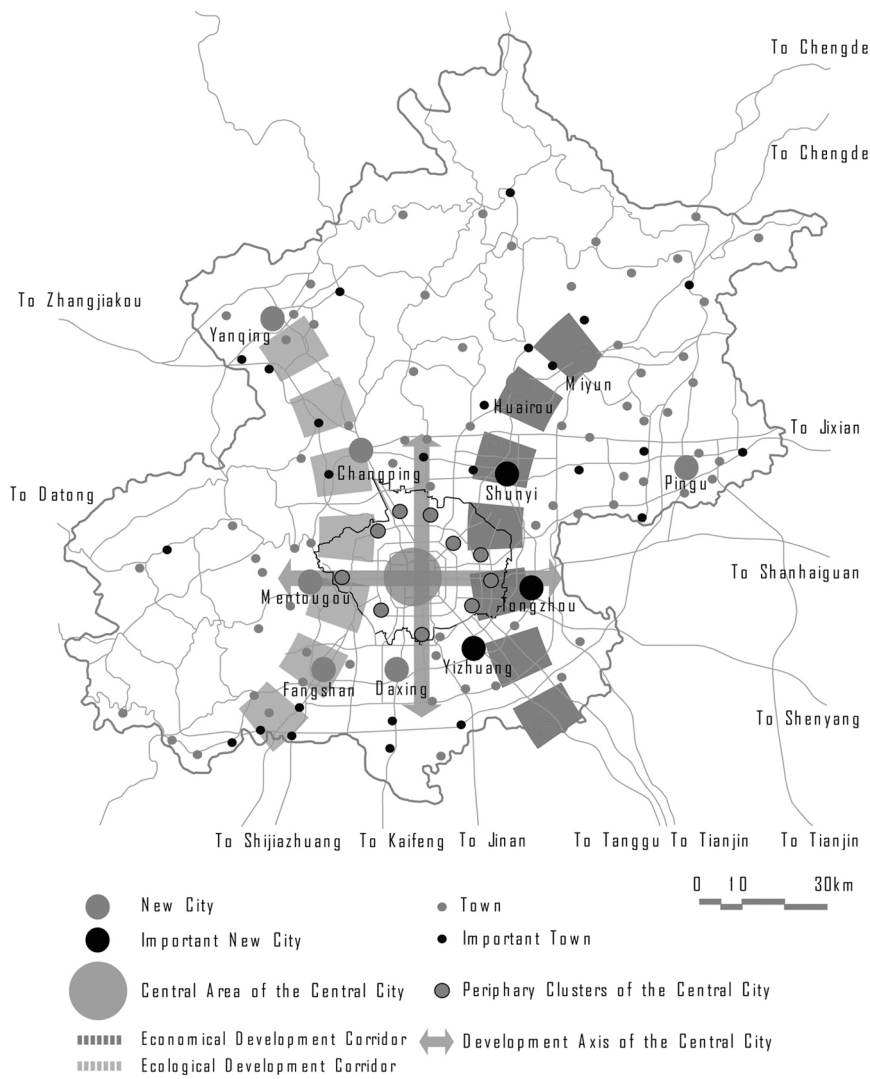 To Chengde
To Chengde
To Zhangjiakou
Yanqing
Miyun
Huairou
To Jixian
Changping
Shunyi
Pingu
To Datong
To Shanhaiguan
Mentougou
Tongzhou
Yizhuang
Fangshan
Daxing
To Shenyang
To Shijiazhuang
To Kaifeng
To Jinan
To Tanggu
To Tianjin
To Tianjin
0 10 30km
New City
Town
Important New City
Important Town
Central Area of the Central City
Periphary Clusters of the Central City
Economical Development Corridor
Development Axis of the Central City
Ecological Development Corridor